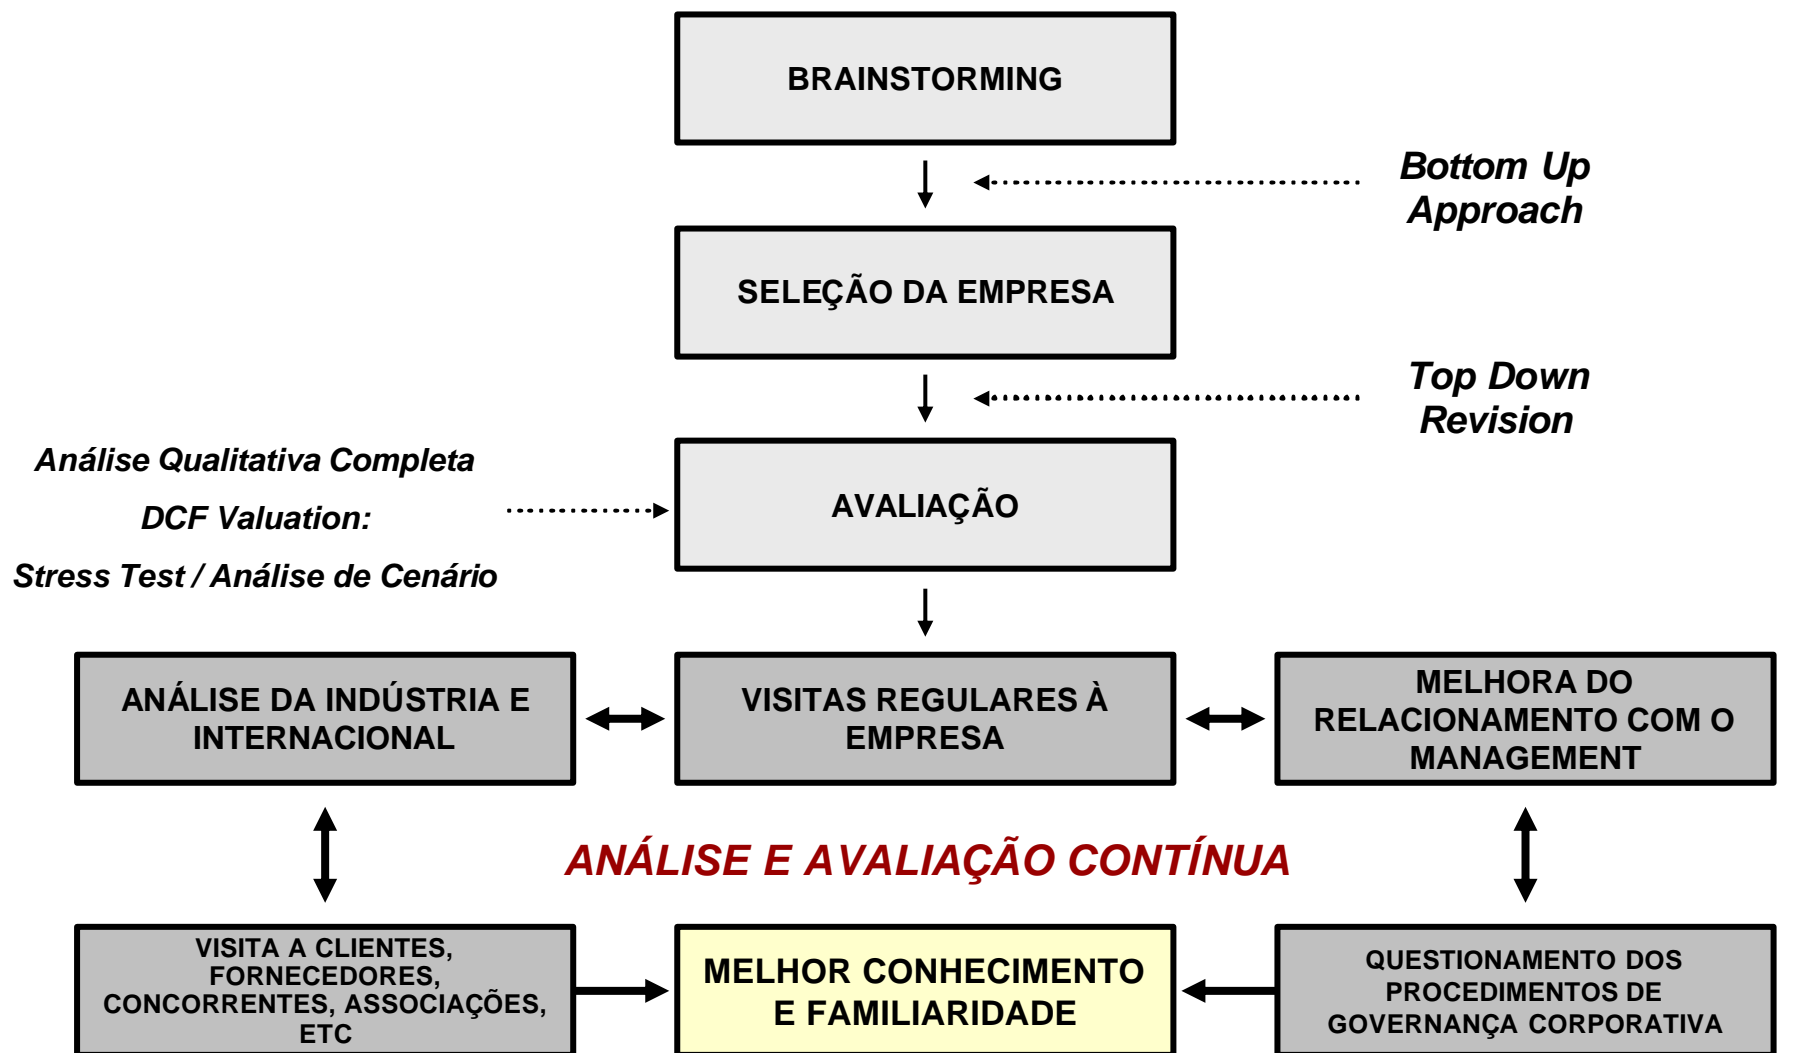 BRAINSTORMING
Bottom Up
Approach
SELEÇÃO DA EMPRESA
Top Down
Revision
Análise Qualitativa Completa
DCF Valuation:
Stress Test / Análise de Cenário
AVALIAÇÃO
ANÁLISE DA INDÚSTRIA E
INTERNACIONAL
VISITAS REGULARES À
EMPRESA
MELHORA DO
RELACIONAMENTO COM O
MANAGEMENT
ANÁLISE E AVALIAÇÃO CONTÍNUA
VISITA A CLIENTES,
FORNECEDORES,
CONCORRENTES, ASSOCIAÇÕES,
ETC
MELHOR CONHECIMENTO
E FAMILIARIDADE
QUESTIONAMENTO DOS
PROCEDIMENTOS DE
GOVERNANÇA CORPORATIVA